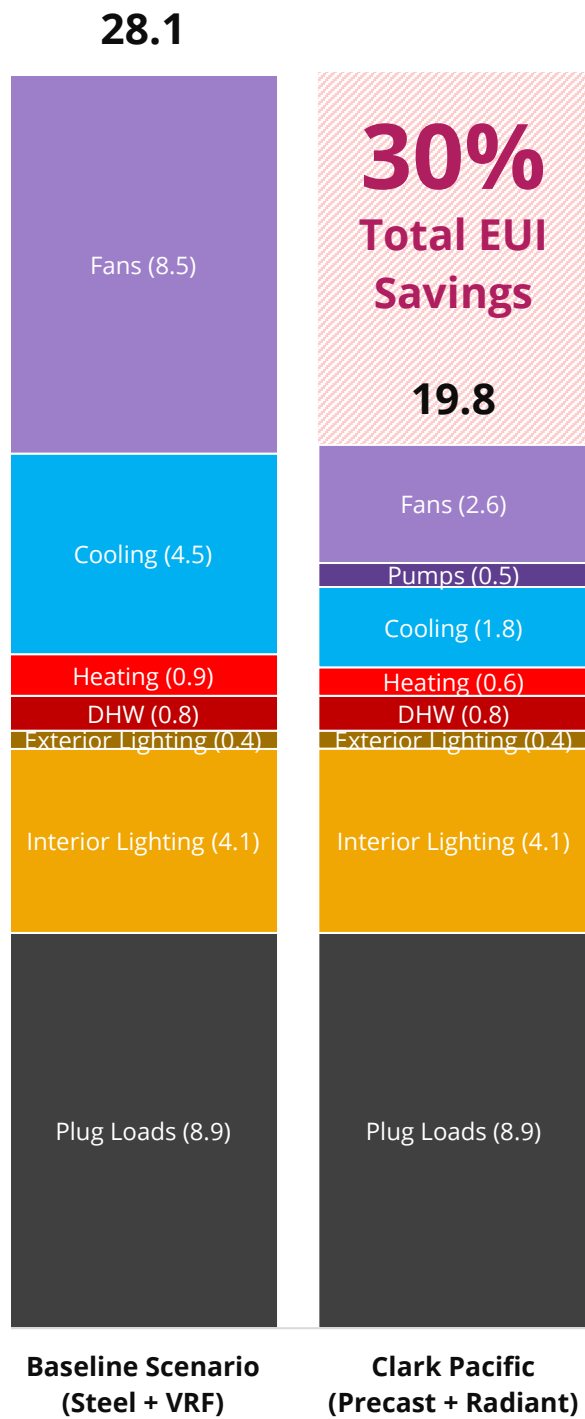 28.1
Fans (8.5)
Cooling (4.5)
Heating (0.9)
DHW (0.8)
Exterior Lighting (0.4)
Interior Lighting (4.1)
Plug Loads (8.9)
Baseline Scenario
(Steel + VRF)
30%
Total EUI
Savings
19.8
Fans (2.6)
Pumps (0.5)
Cooling (1.8)
Heating (0.6)
DHW (0.8)
Exterior Lighting (0.4)
Interior Lighting (4.1)
Plug Loads (8.9)
Clark Pacific
(Precast + Radiant)